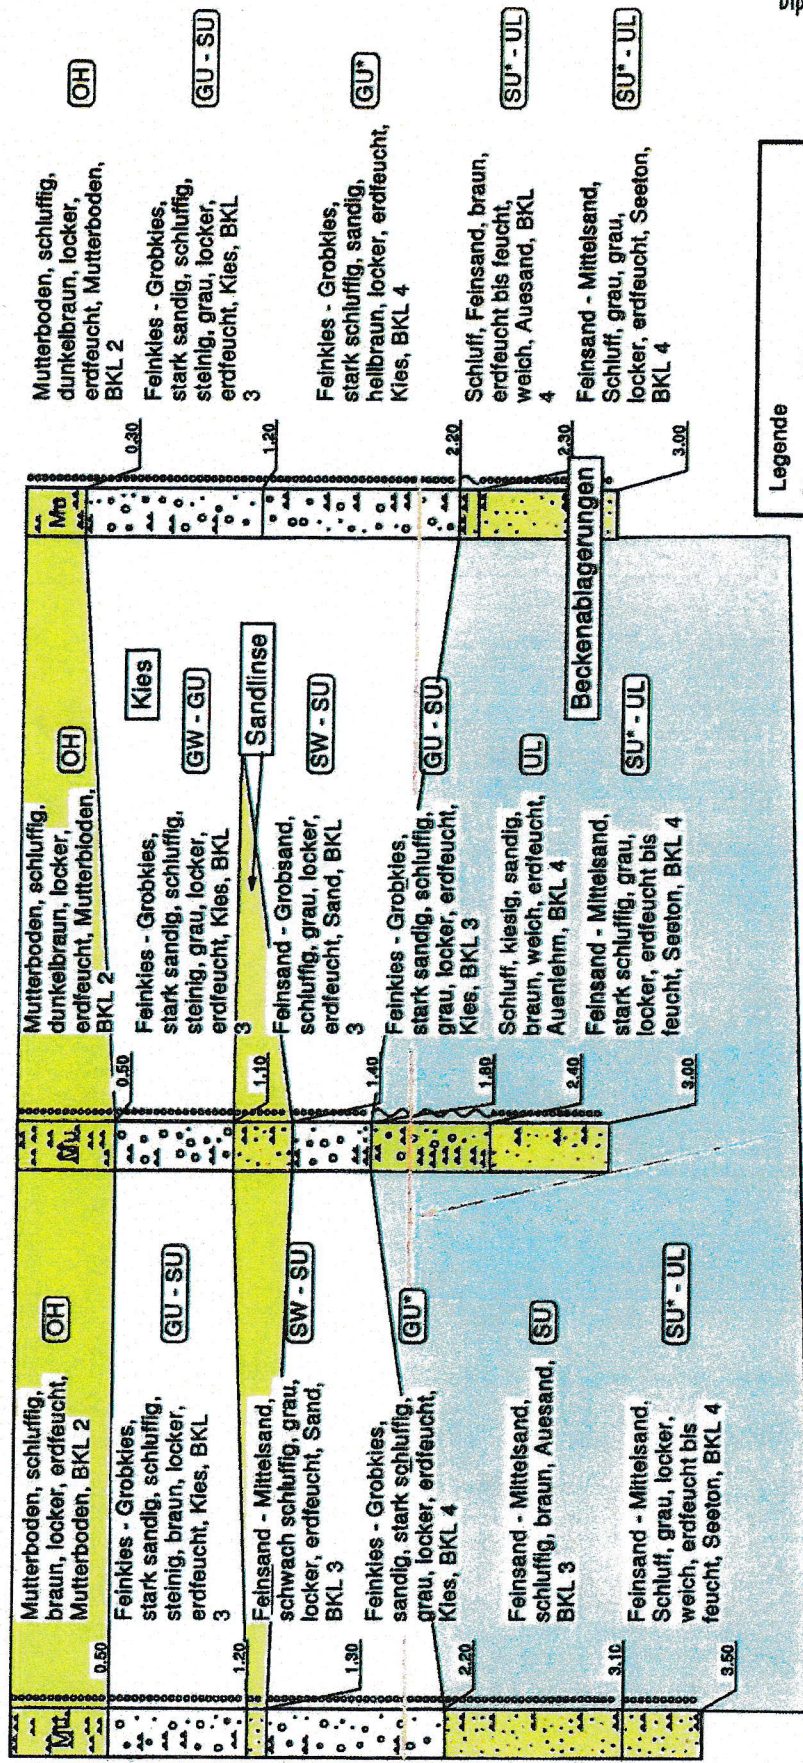 Mutterboden, schluffig,
braun, locker, erdfeucht,
Mutterboden, BKL 2
OH
0.50
Mu
Feinkies - Grobkies,
stark sandig, schluffig,
steinig, braun, locker,
erdfeucht, Kies, BKL
3
GU - SU
1.20
Feinsand - Mittelsand,
schwach schluffig, grau,
locker, erdfeucht, Sand,
BKL 3
SW - SU
1.30
Feinkies - Grobkies,
sandig, stark schluffig,
grau, locker, erdfeucht,
Kies, BKL 4
GU*
2.20
Feinsand - Mittelsand,
schluffig, braun, Auesand,
BKL 3
SU
3.10
Feinsand - Mittelsand,
Schluff, grau, locker,
weich, erdfeucht bis
feucht, Seeton, BKL 4
SU* - UL
3.50
Mutterboden, schluffig,
dunkelbraun, locker,
erdfeucht, Mutterbioden,
BKL 2
OH
0.50
Mu
Feinkies - Grobkies,
stark sandig, schluffig,
steinig, grau, locker,
erdfeucht, Kies, BKL
3
Kies
GW - GU
1.10
Sandlinse
Feinsand - Grobsand,
schluffig, grau, locker,
erdfeucht, Sand, BKL
3
SW - SU
1.40
Feinkies - Grobkies,
stark sandig, schluffig,
grau, locker, erdfeucht,
Kies, BKL 3
GU - SU
1.80
Schluff, kiesig, sandig,
braun, weich, erdfeucht,
Auenlehm, BKL 4
UL
2.40
Feinsand - Mittelsand,
stark schluffig, grau,
locker, erdfeucht bis
feucht, Seeton, BKL 4
SU* - UL
3.00
Beckenablagerungen
Mutterboden, schluffig,
dunkelbraun, locker,
erdfeucht, Mutterboden,
BKL 2
OH
0.30
Mu
Feinkies - Grobkies,
stark sandig, schluffig,
steinig, grau, locker,
erdfeucht, Kies, BKL
3
GU - SU
1.20
Feinkies - Grobkies,
stark schluffig, sandig,
hellbraun, locker, erdfeucht,
Kies, BKL 4
GU*
2.20
Schluff, Feinsand, braun,
erdfeucht bis feucht,
weich, Auesand, BKL
4
SU* - UL
2.30
Feinsand - Mittelsand,
Schluff, grau, grau,
locker, erdfeucht, Seeton,
BKL 4
SU* - UL
3.00
Legende